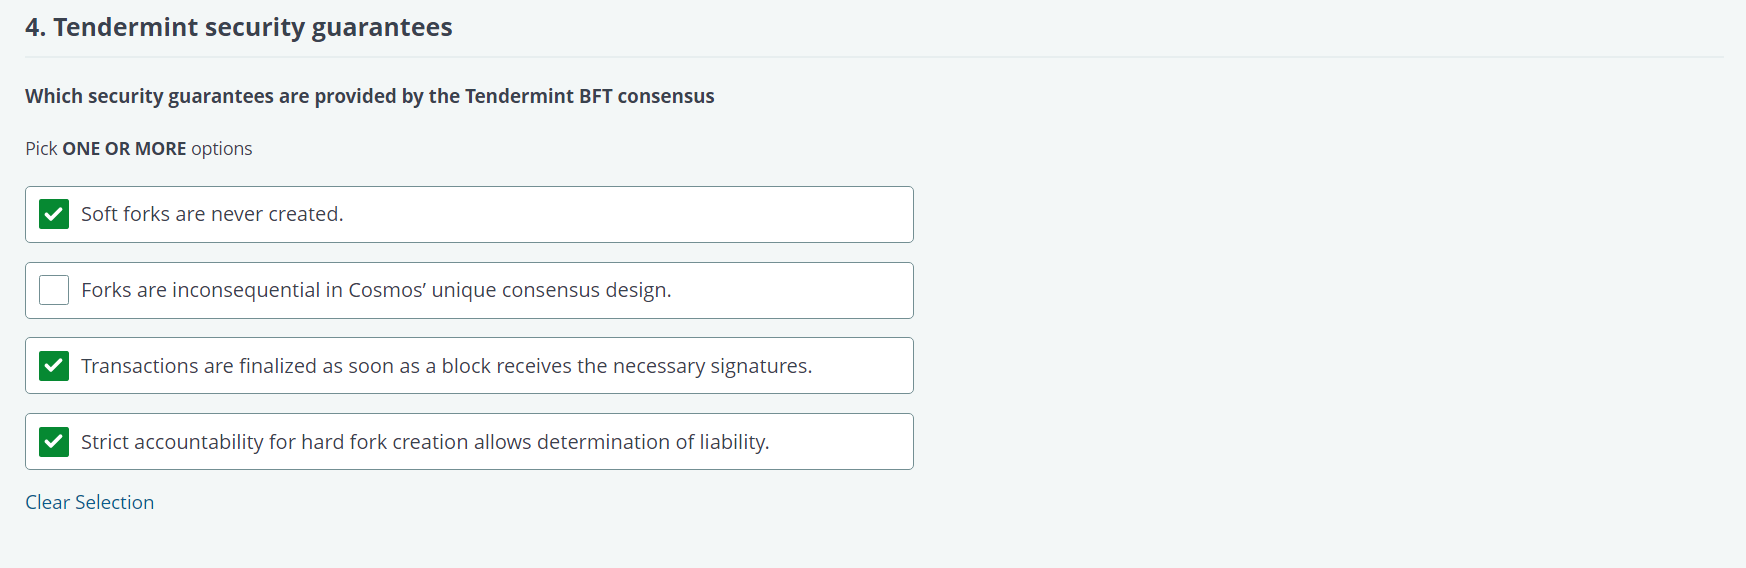 4. Tendermint security guarantees
Which security guarantees are provided by the Tendermint BFT consensus
Pick ONE OR MORE options
Soft forks are never created.
Forks are inconsequential in Cosmos’ unique consensus design.
Transactions are finalized as soon as a block receives the necessary signatures.
Strict accountability for hard fork creation allows determination of liability.
Clear Selection